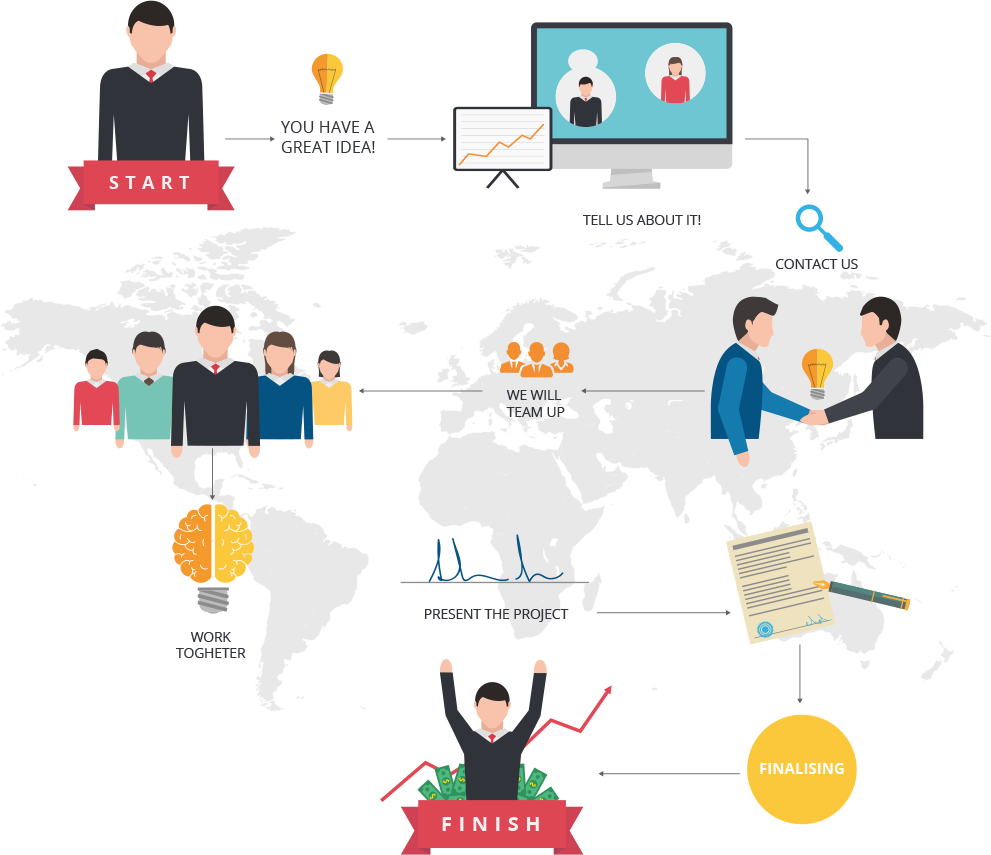 START
YOU HAVE A
GREAT IDEA!
TELL US ABOUT IT!
CONTACT US
WE WILL
TEAM UP
WORK
TOGHETER
PRESENT THE PROJECT
FINALISING
FINISH